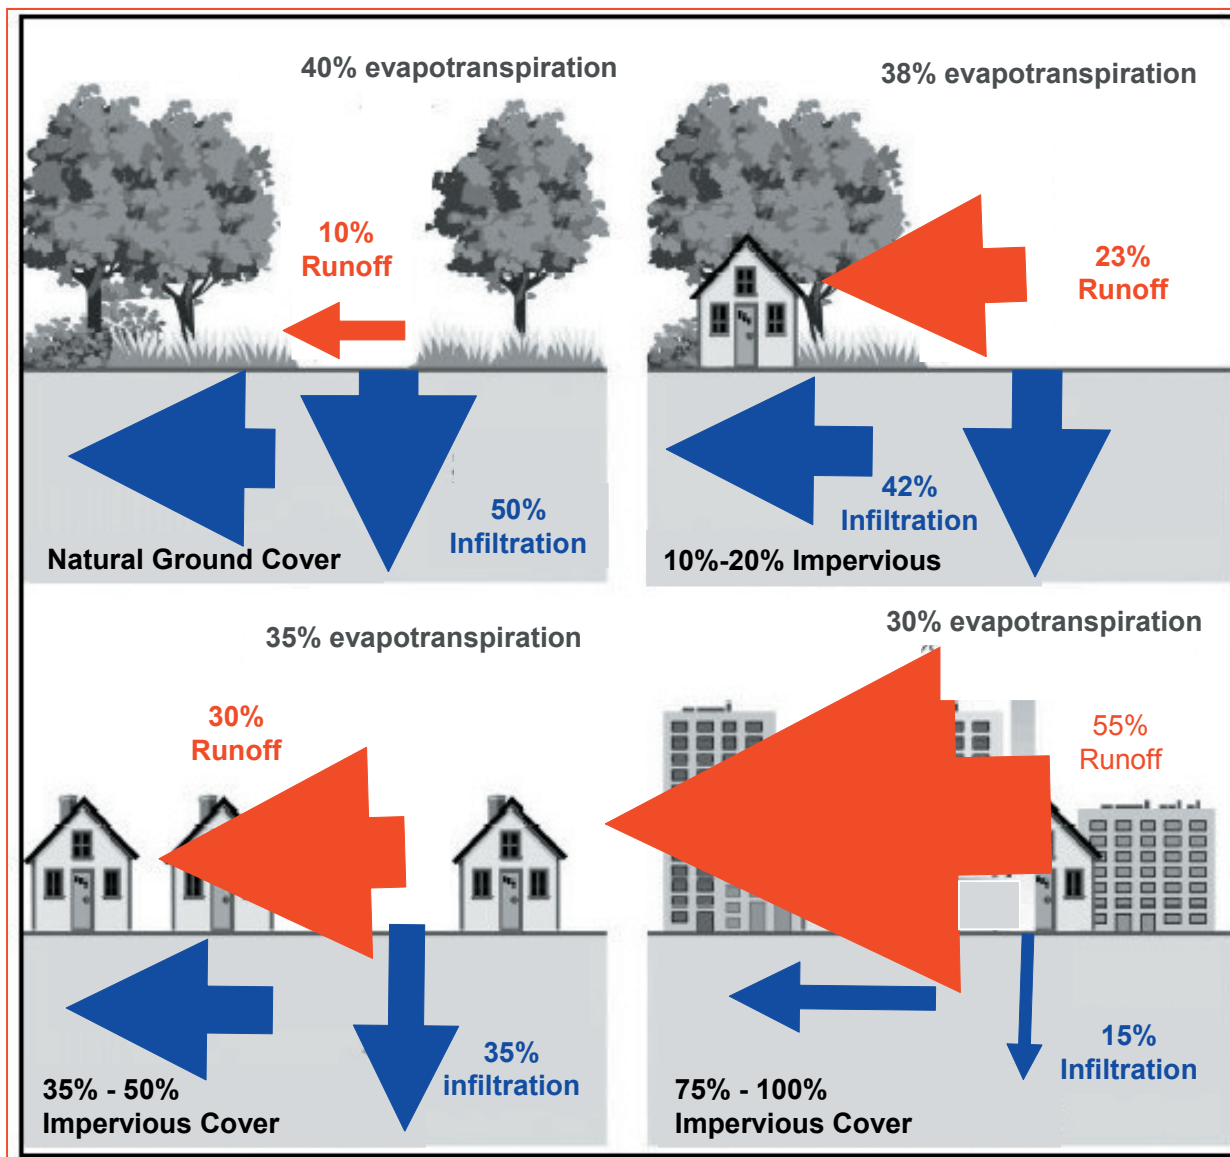 40% evapotranspiration
10%
Runoff
50%
Infiltration
Natural Ground Cover
38% evapotranspiration
23%
Runoff
42%
Infiltration
10%-20% Impervious
35% evapotranspiration
30%
Runoff
35%
infiltration
35% - 50%
Impervious Cover
30% evapotranspiration
55%
Runoff
15%
Infiltration
75% - 100%
Impervious Cover